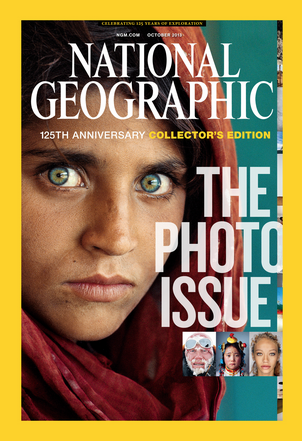 CELEBRATING 125 YEARS OF EXPLORATION
NGM.COM OCTOBER 2013
NATIONAL
GEOGRAPHIC
125TH ANNIVERSARY COLLECTOR'S EDITION
THE
PHOTO
ISSUE